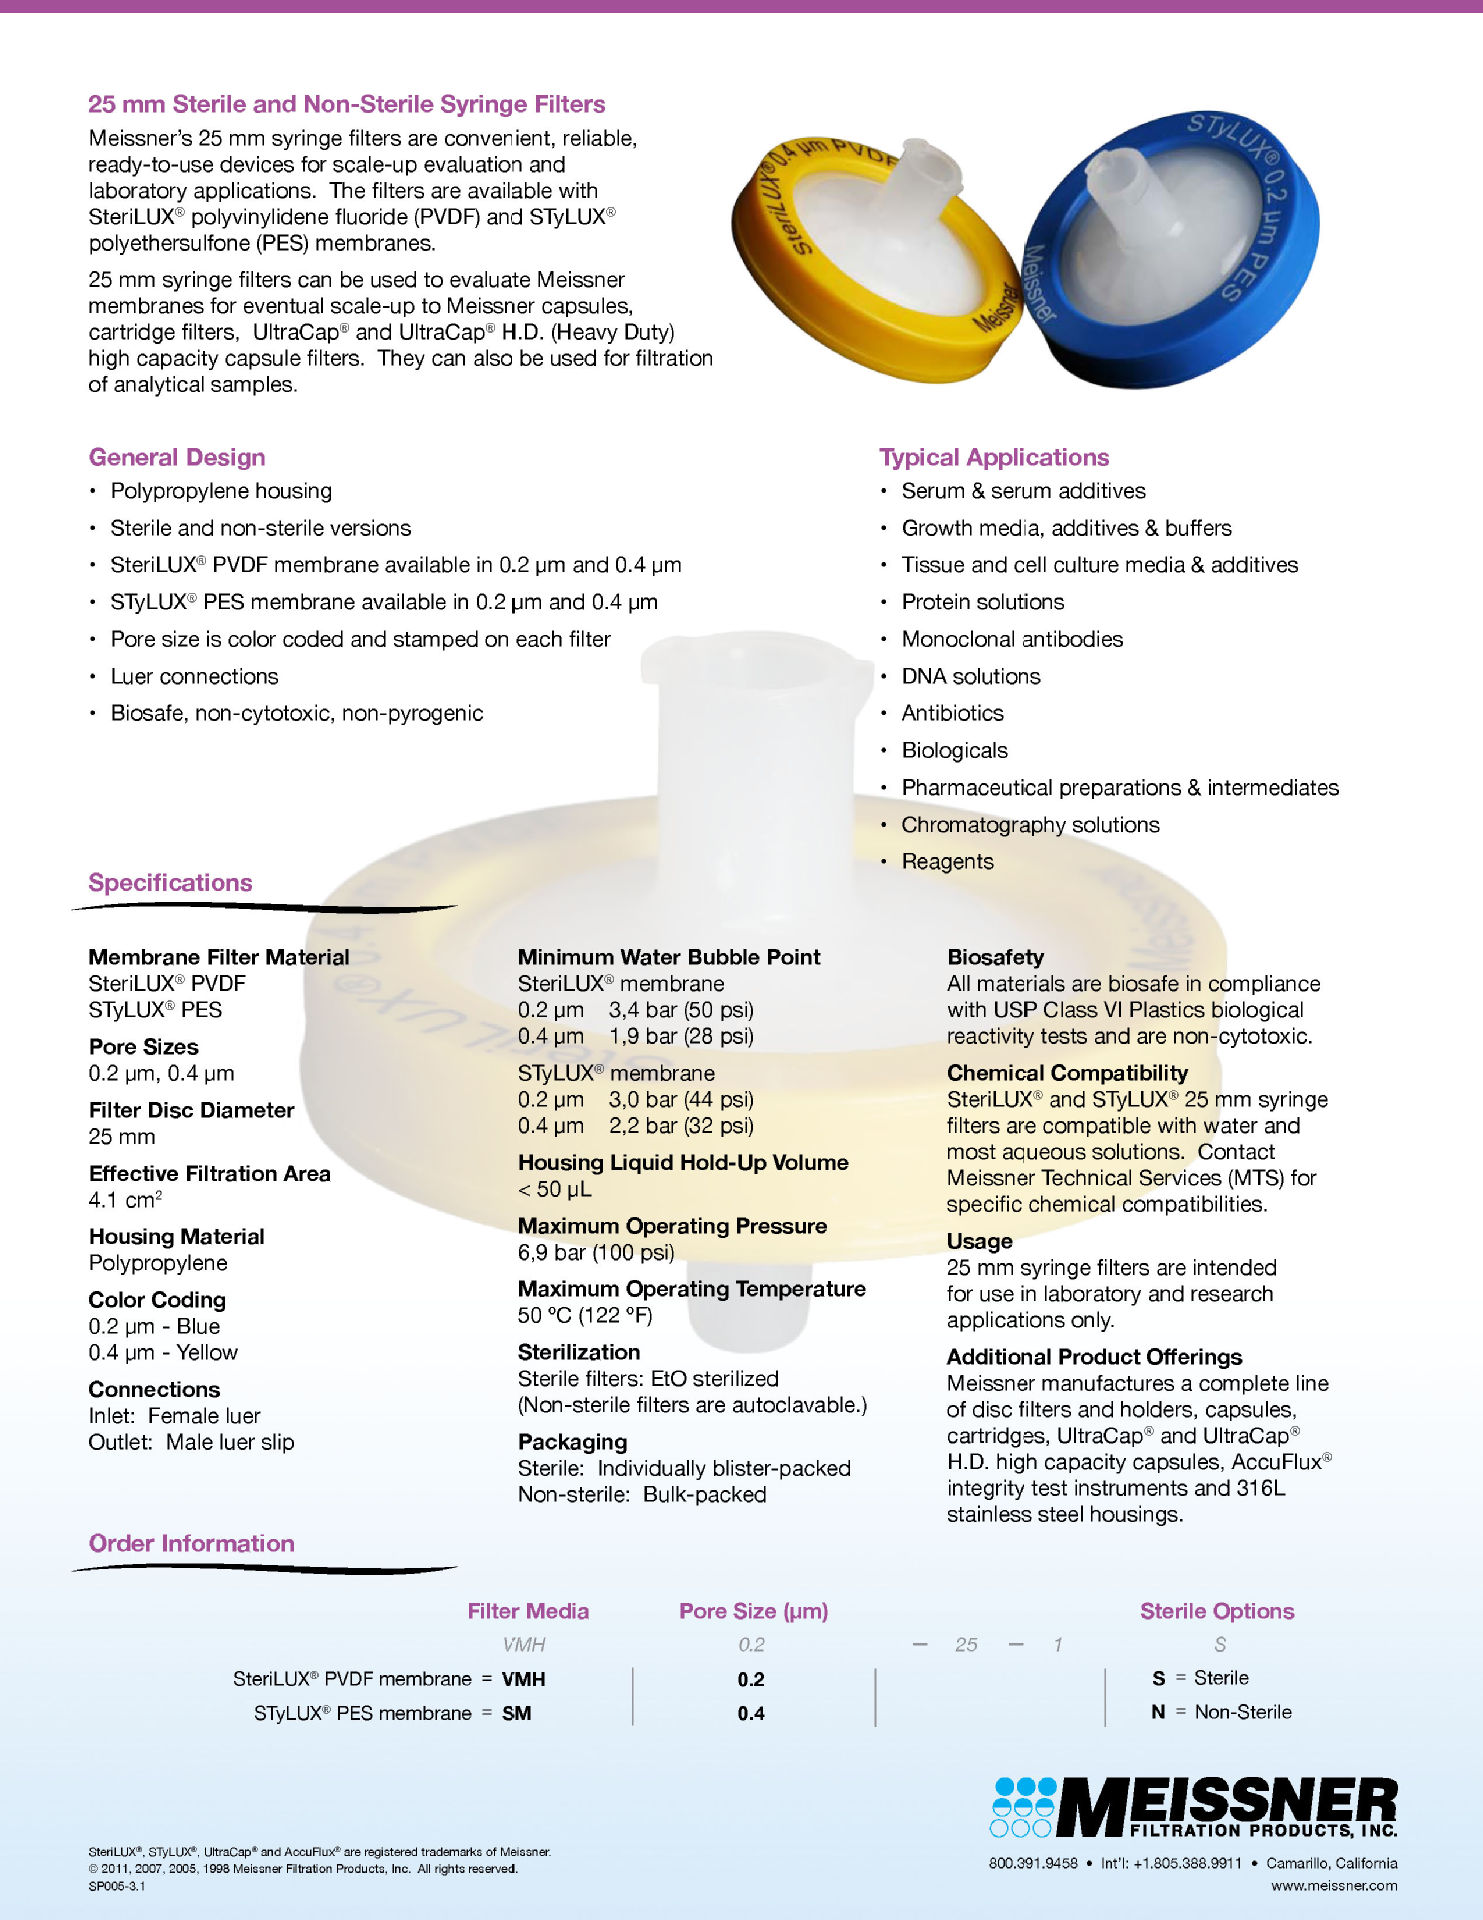 25 mm Sterile and Non-Sterile Syringe Filters
Meissner's 25 mm syringe filters are convenient, reliable,
ready-to-use devices for scale-up evaluation and
laboratory applications.  The filters are available with
SteriLUX® polyvinylidene fluoride (PVDF) and STyLUX®
polyethersulfone (PES) membranes.
25 mm syringe filters can be used to evaluate Meissner
membranes for eventual scale-up to Meissner capsules,
cartridge filters,  UltraCap® and UltraCap® H.D. (Heavy Duty)
high capacity capsule filters.  They can also be used for filtration
of analytical samples.
SteriLUX® 0.4 µm PVDF
Meissner
STyLUX® 0.2 µm PES
Meissner
General Design
• Polypropylene housing
• Sterile and non-sterile versions
• SteriLUX® PVDF membrane available in 0.2 µm and 0.4 µm
• STyLUX® PES membrane available in 0.2 µm and 0.4 µm
• Pore size is color coded and stamped on each filter
• Luer connections
• Biosafe, non-cytotoxic, non-pyrogenic
Typical Applications
• Serum & serum additives
• Growth media, additives & buffers
• Tissue and cell culture media & additives
• Protein solutions
• Monoclonal antibodies
• DNA solutions
• Antibiotics
• Biologicals
• Pharmaceutical preparations & intermediates
• Chromatography solutions
• Reagents
Specifications
Membrane Filter Material
SteriLUX® PVDF
STyLUX® PES
Pore Sizes
0.2 µm, 0.4 µm
Filter Disc Diameter
25 mm
Effective Filtration Area
4.1 cm²
Housing Material
Polypropylene
Color Coding
0.2 µm - Blue
0.4 µm - Yellow
Connections
Inlet:  Female luer
Outlet:  Male luer slip
Minimum Water Bubble Point
SteriLUX® membrane
0.2 µm 3,4 bar (50 psi)
0.4 µm 1,9 bar (28 psi)
STyLUX® membrane
0.2 µm 3,0 bar (44 psi)
0.4 µm 2,2 bar (32 psi)
Housing Liquid Hold-Up Volume
< 50 µL
Maximum Operating Pressure
6,9 bar (100 psi)
Maximum Operating Temperature
50 ºC (122 ºF)
Sterilization
Sterile filters: EtO sterilized
(Non-sterile filters are autoclavable.)
Packaging
Sterile:  Individually blister-packed
Non-sterile:  Bulk-packed
Biosafety
All materials are biosafe in compliance
with USP Class VI Plastics biological
reactivity tests and are non-cytotoxic.
Chemical Compatibility
SteriLUX® and STyLUX® 25 mm syringe
filters are compatible with water and
most aqueous solutions.  Contact
Meissner Technical Services (MTS) for
specific chemical compatibilities.
Usage
25 mm syringe filters are intended
for use in laboratory and research
applications only.
Additional Product Offerings
Meissner manufactures a complete line
of disc filters and holders, capsules,
cartridges, UltraCap® and UltraCap®
H.D. high capacity capsules, AccuFlux®
integrity test instruments and 316L
stainless steel housings.
SteriLUX® 0.4 µm
Meissner
Order Information
Filter Media Pore Size (µm) Sterile Options
VMH 0.2 – 25 – 1 S
SteriLUX® PVDF membrane = VMH 0.2 S = Sterile
STyLUX® PES membrane = SM 0.4 N = Non-Sterile
MEISSNER
FILTRATION PRODUCTS, INC.
800.391.9458 • Int'l: +1.805.388.9911 • Camarillo, California
www.meissner.com
SteriLUX®, STyLUX®, UltraCap® and AccuFlux® are registered trademarks of Meissner.
© 2011, 2007, 2005, 1998 Meissner Filtration Products, Inc.  All rights reserved.
SP005-3.1